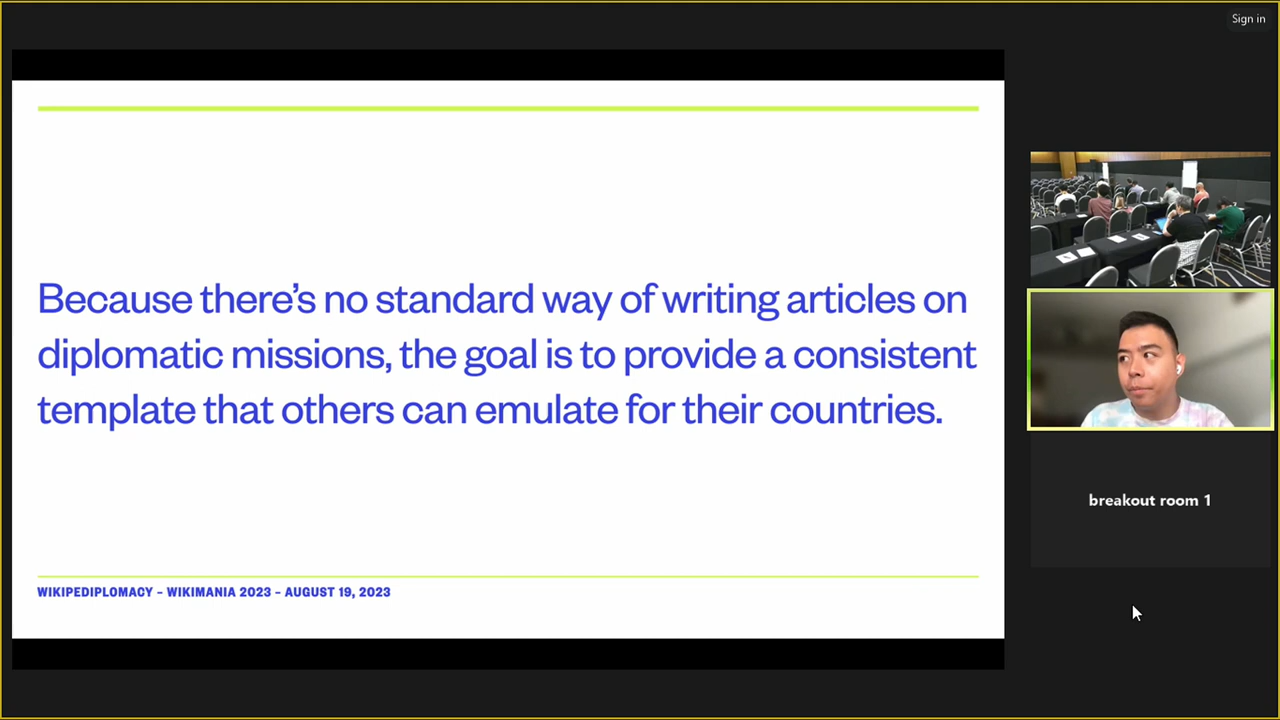 Sign in
Because there’s no standard way of writing articles on
diplomatic missions, the goal is to provide a consistent
template that others can emulate for their countries.
WIKIPEDIPLOMACY – WIKIMANIA 2023 – AUGUST 19, 2023
breakout room 1